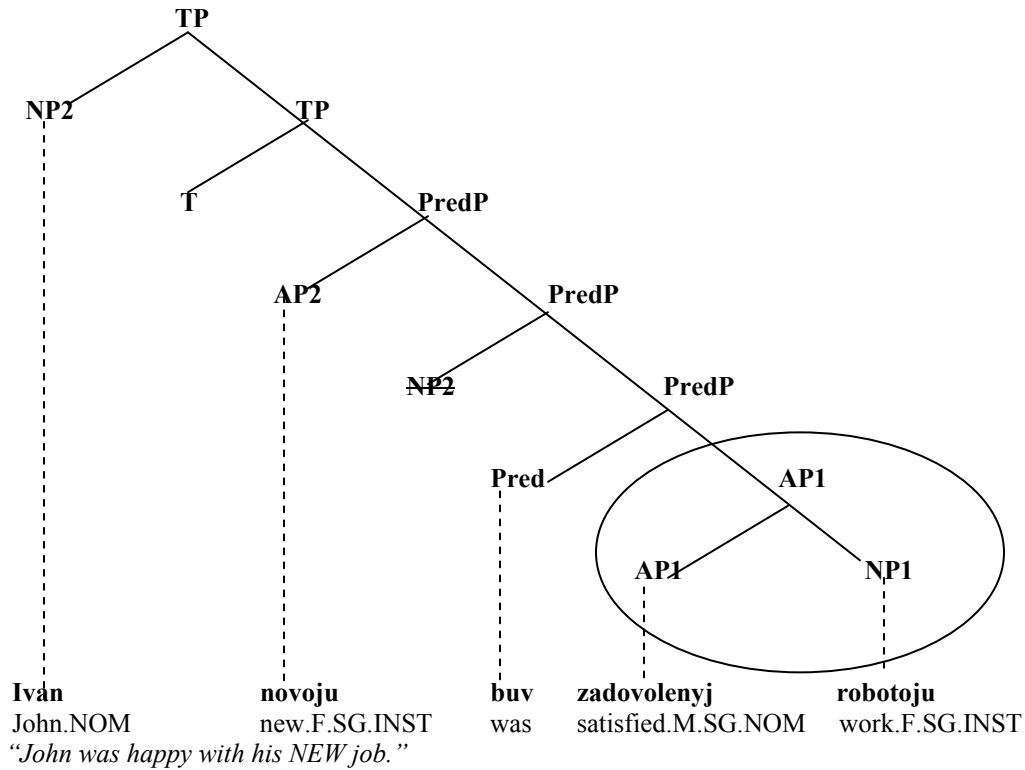 TP
NP2 TP
T PredP
AP2 PredP
NP2 PredP
Pred AP1
AP1 NP1
Ivan novoju buv zadovolenyj robotoju
John.NOM new.F.SG.INST was satisfied.M.SG.NOM work.F.SG.INST
“John was happy with his NEW job.”